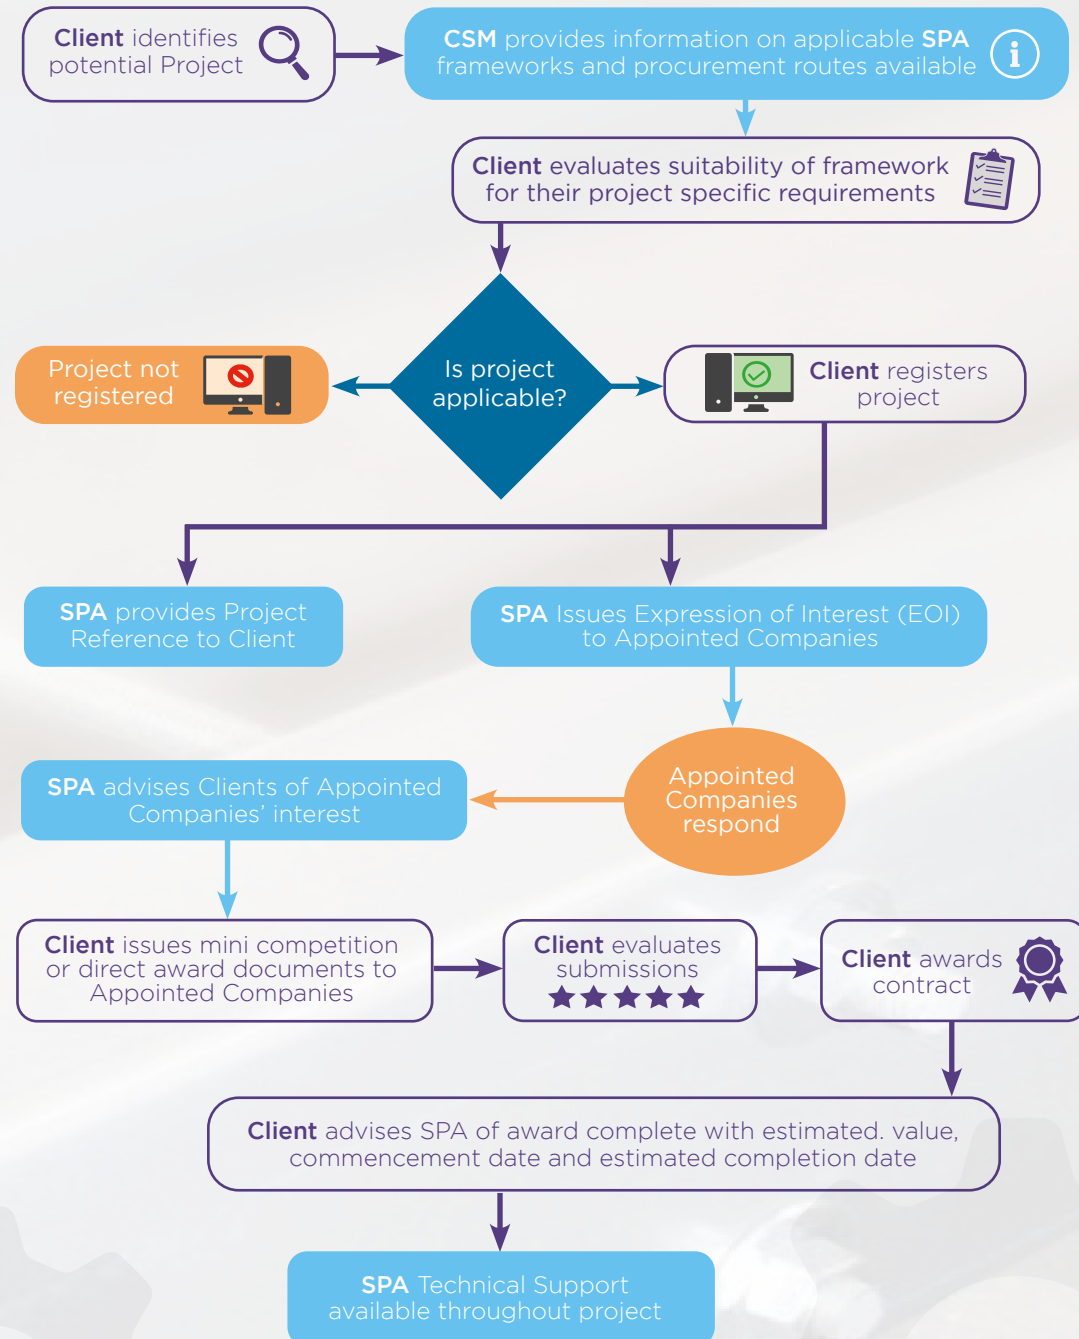 Client identifies
potential Project
CSM provides information on applicable SPA
frameworks and procurement routes available
i
Client evaluates suitability of framework
for their project specific requirements
Is project
applicable?
Project not
registered
Client registers
project
SPA provides Project
Reference to Client
SPA Issues Expression of Interest (EOI)
to Appointed Companies
Appointed
Companies
respond
SPA advises Clients of Appointed
Companies’ interest
Client issues mini competition
or direct award documents to
Appointed Companies
Client evaluates
submissions
Client awards
contract
Client advises SPA of award complete with estimated. value,
commencement date and estimated completion date
SPA Technical Support
available throughout project